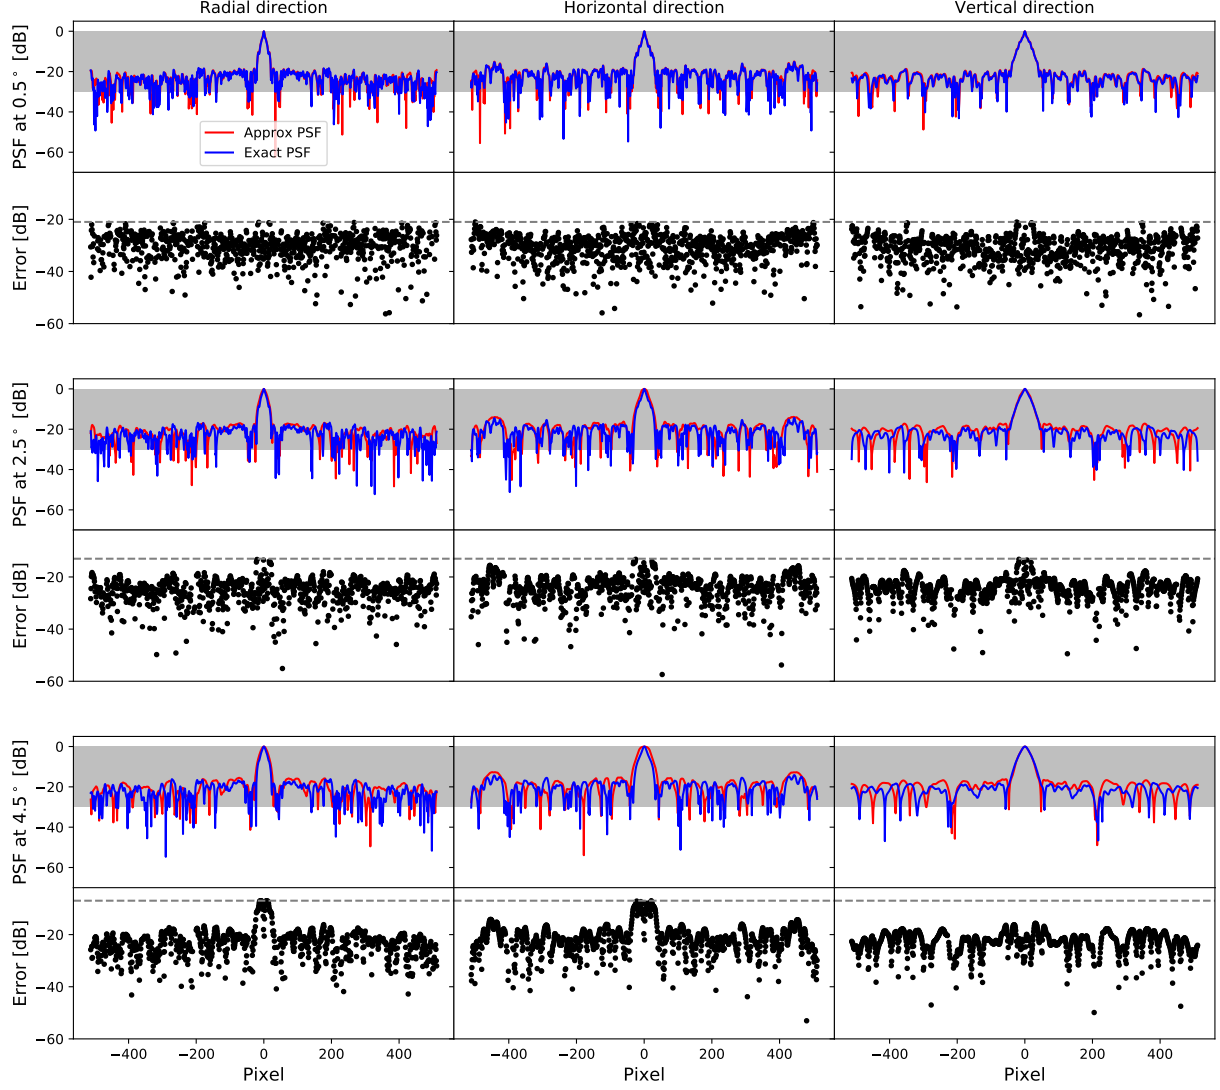 Radial direction
Horizontal direction
Vertical direction
PSF at 0.5° [dB]
0
−20
−40
−60
Approx PSF
Exact PSF
Error [dB]
−20
−40
−60
PSF at 2.5° [dB]
0
−20
−40
−60
Error [dB]
−20
−40
−60
PSF at 4.5° [dB]
0
−20
−40
−60
Error [dB]
−20
−40
−60
−400 −200 0 200 400
−400 −200 0 200 400
−400 −200 0 200 400
Pixel
Pixel
Pixel